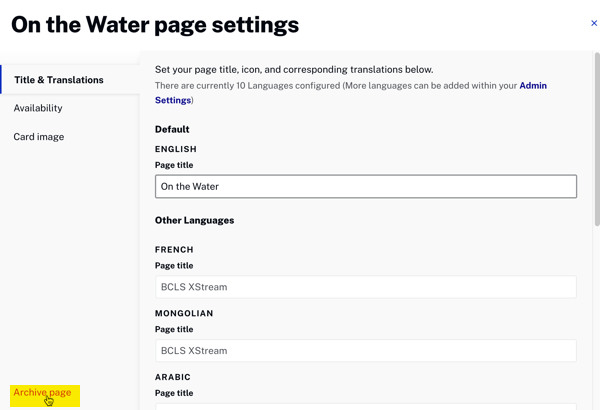 On the Water page settings
×
Title & Translations
Availability
Card image
Archive page
Set your page title, icon, and corresponding translations below.
There are currently 10 Languages configured (More languages can be added within your Admin
Settings)
Default
ENGLISH
Page title
On the Water
Other Languages
FRENCH
Page title
BCLS XStream
MONGOLIAN
Page title
BCLS XStream
ARABIC
Page title